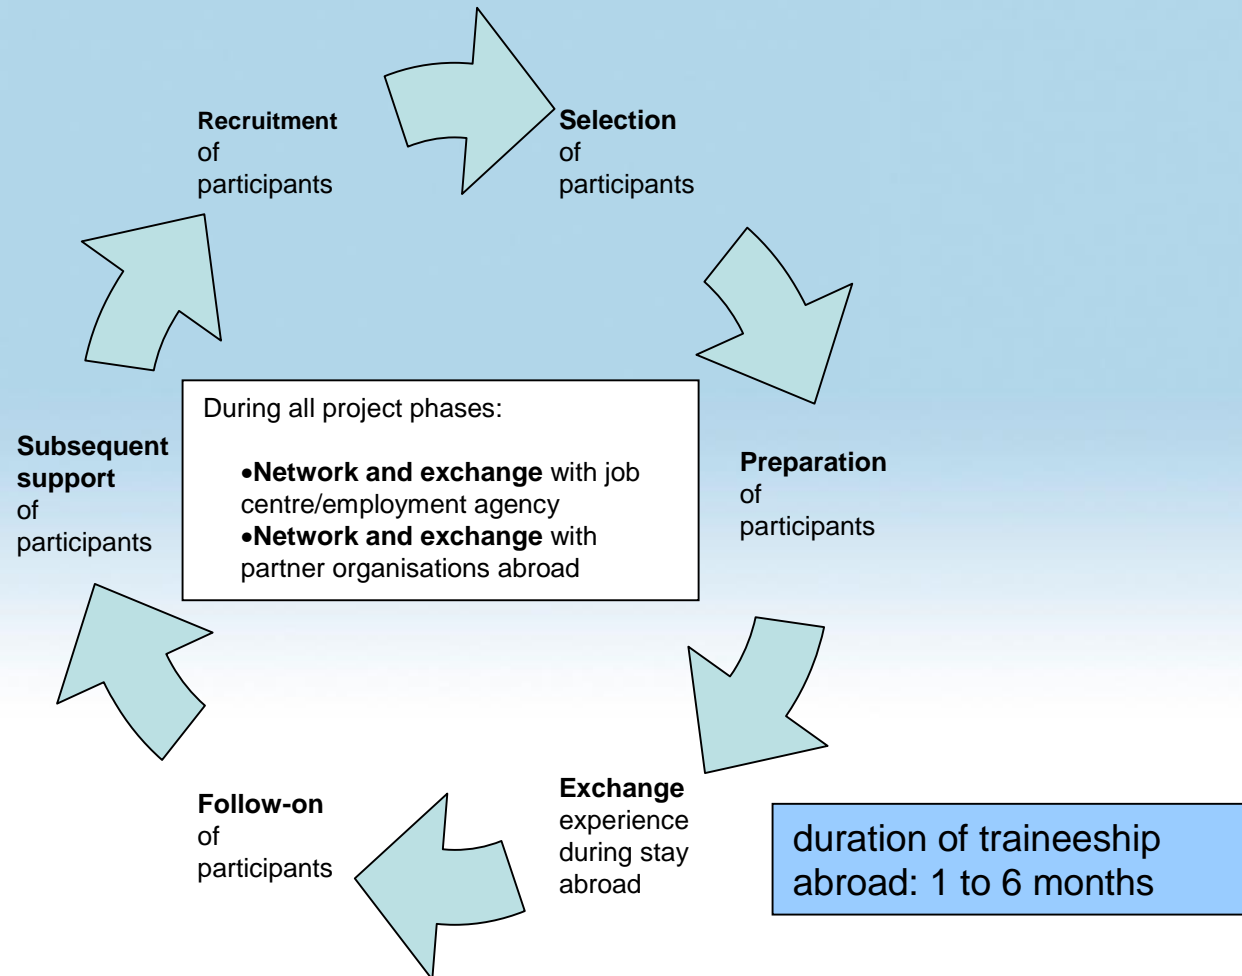 Recruitment
of
participants
Selection
of
participants
During all project phases:
•Network and exchange with job
centre/employment agency
•Network and exchange with
partner organisations abroad
Subsequent
support
of
participants
Preparation
of
participants
Follow-on
of
participants
Exchange
experience
during stay
abroad
duration of traineeship
abroad: 1 to 6 months